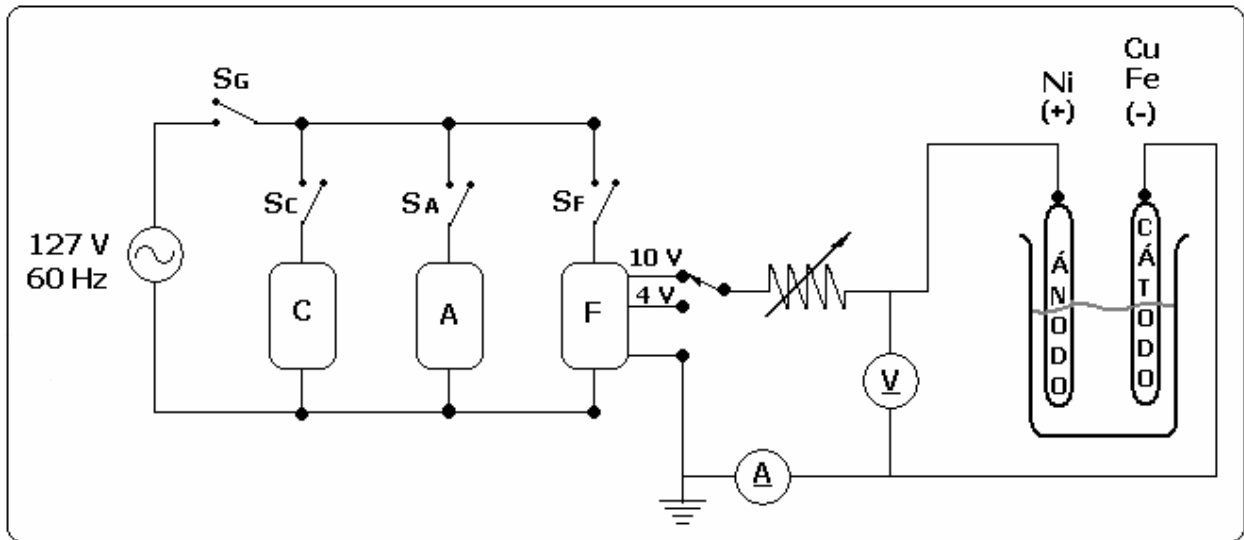 SG
SC
SA
SF
127 V
60 Hz
C
A
F
10 V
4 V
V
A
Ni
(+)
Cu
Fe
(-)
ÁNODO
CÁTODO